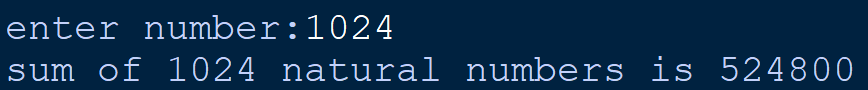 enter number:1024
sum of 1024 natural numbers is 524800